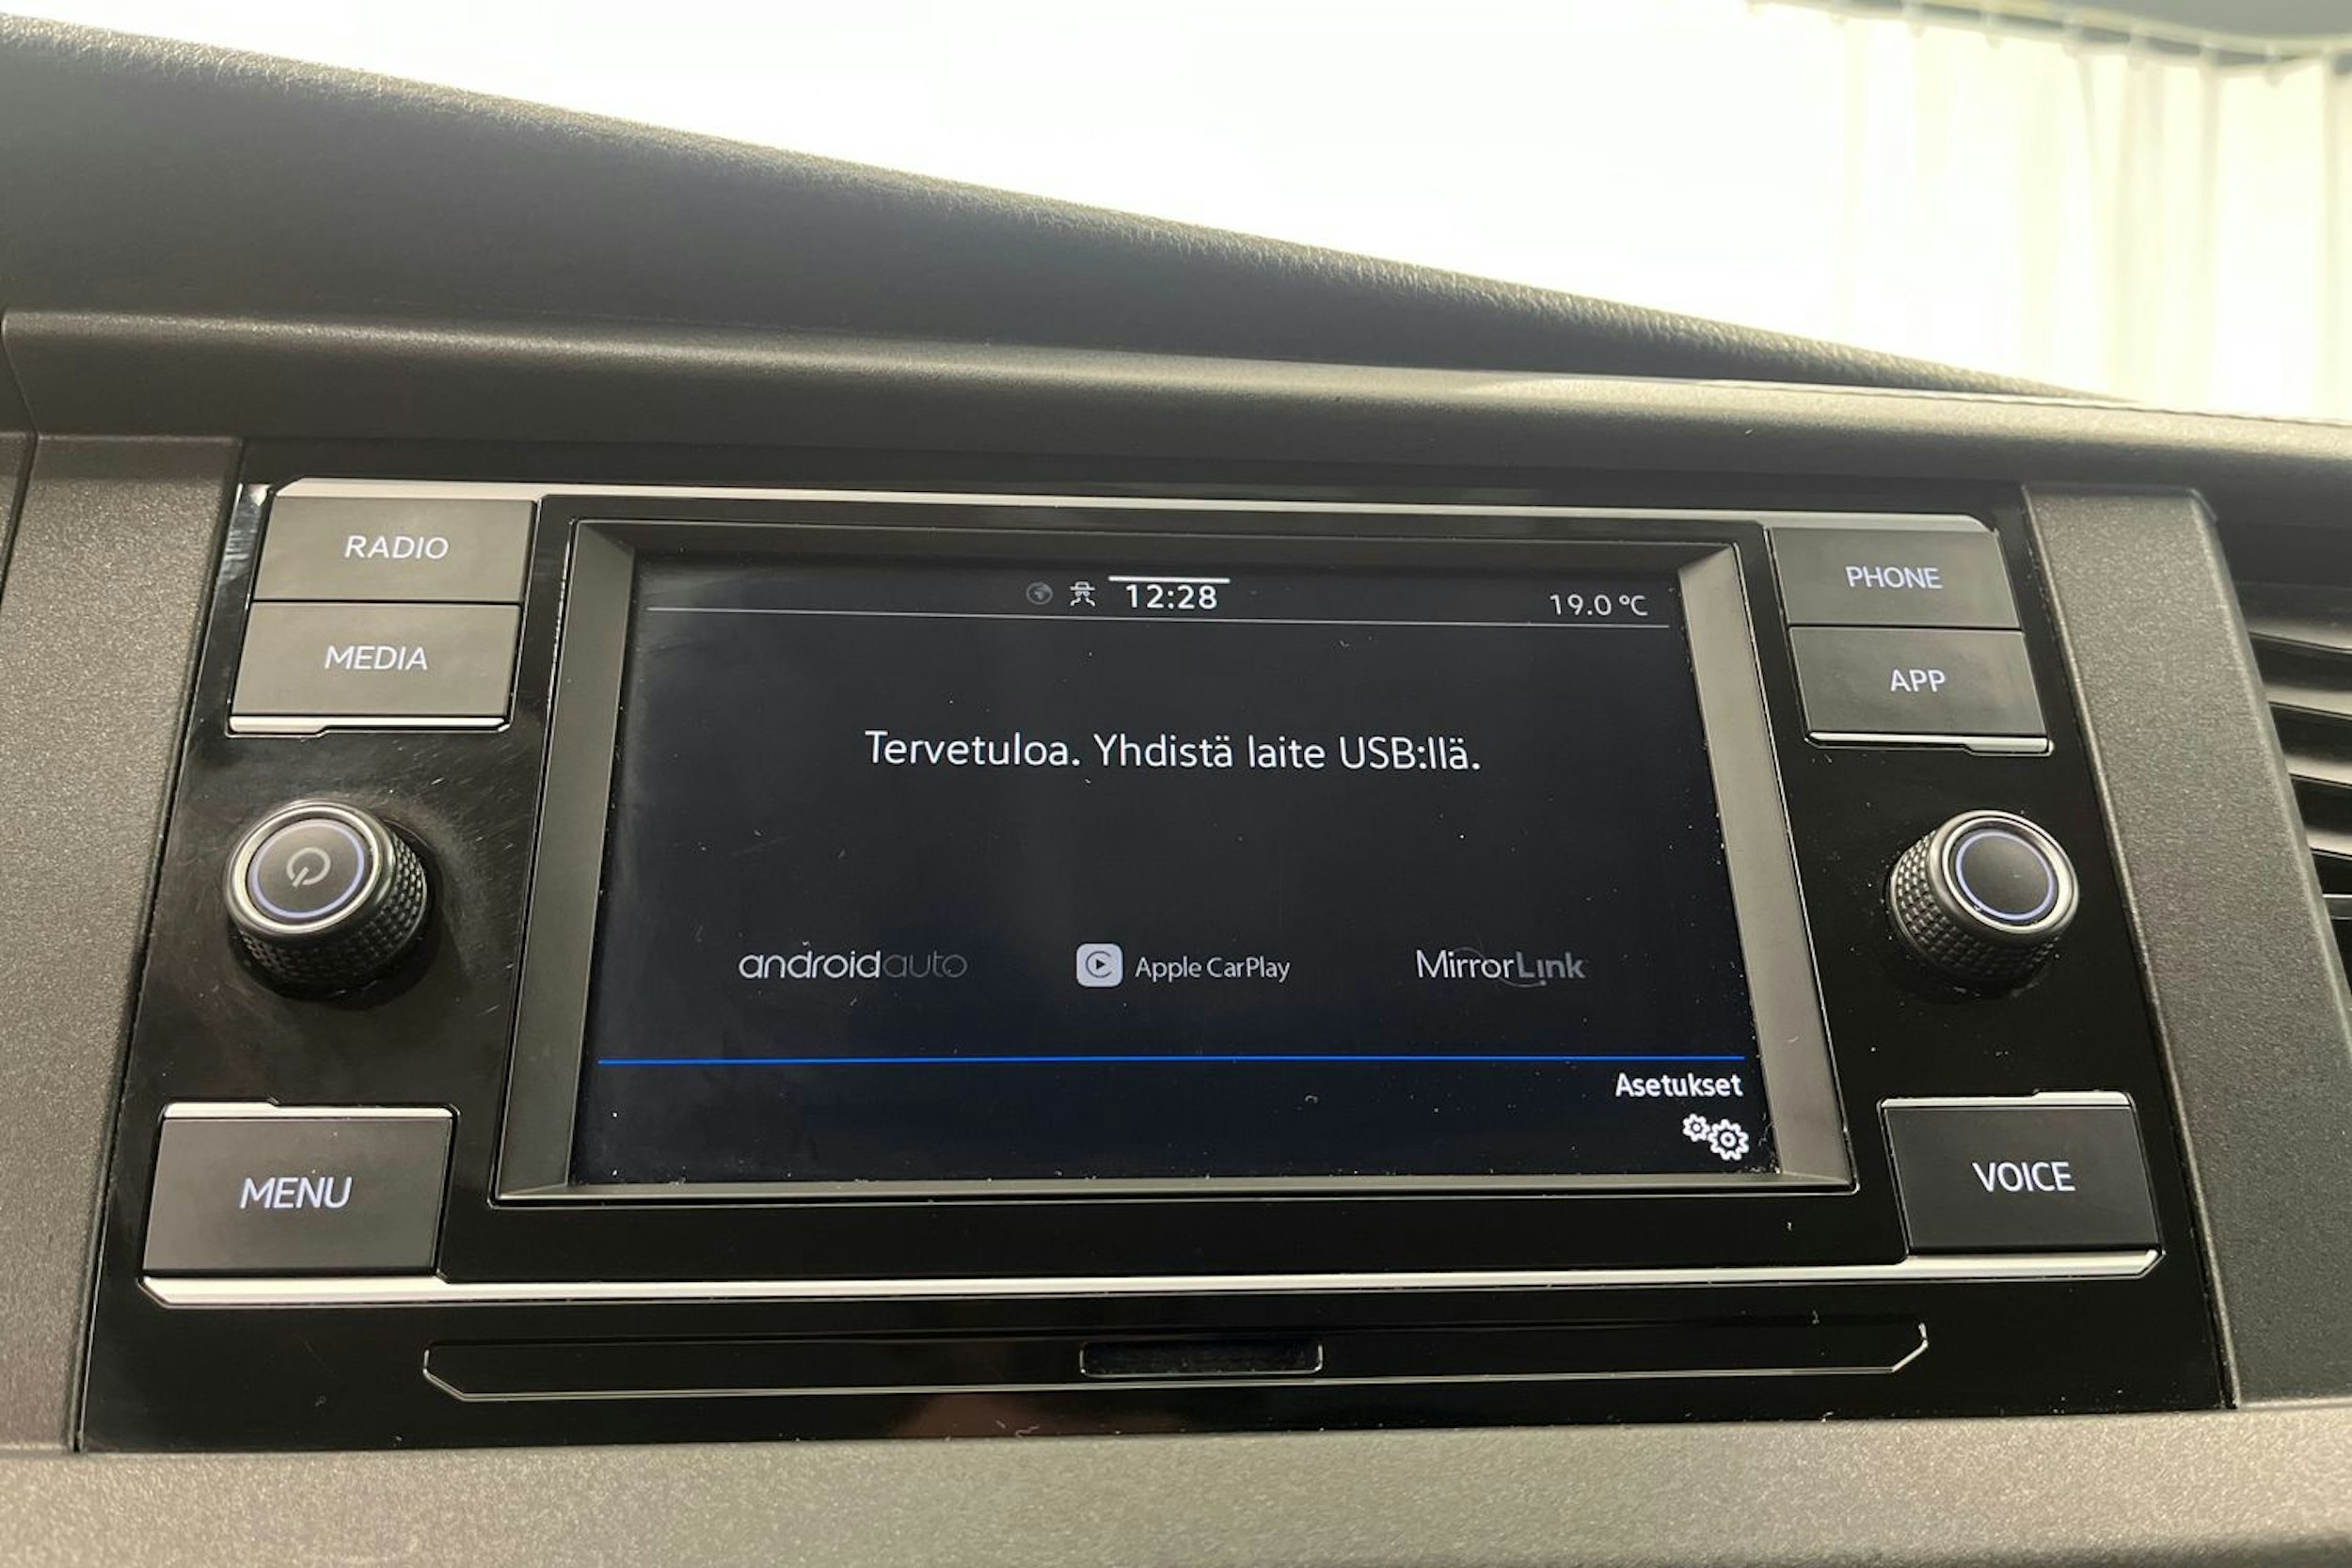 RADIO
MEDIA
MENU
12:28
19.0 °C
Tervetuloa. Yhdistä laite USB:llä.
androidauto
Apple CarPlay
MirrorLink
Asetukset
PHONE
APP
VOICE